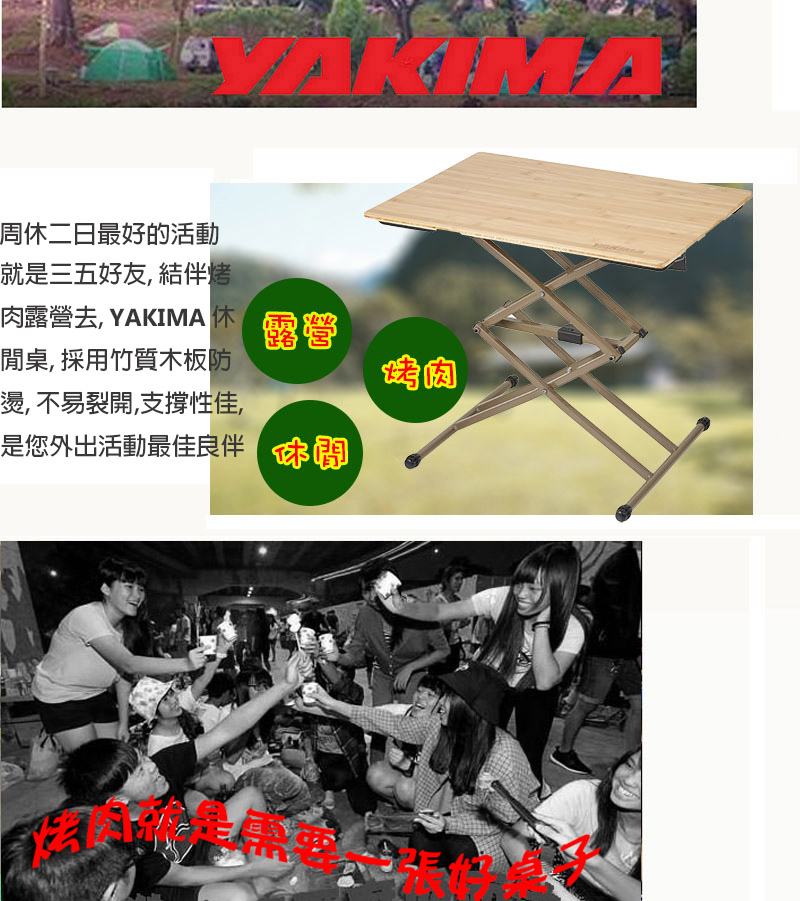 YAKIMA
周休二日最好的活動
就是三五好友, 結伴烤
肉露營去, YAKIMA 休
閒桌, 採用竹質木板防
燙, 不易裂開,支撐性佳,
是您外出活動最佳良伴
YAKIMA
露營
烤肉
休閒
烤肉就是需要一張好桌子